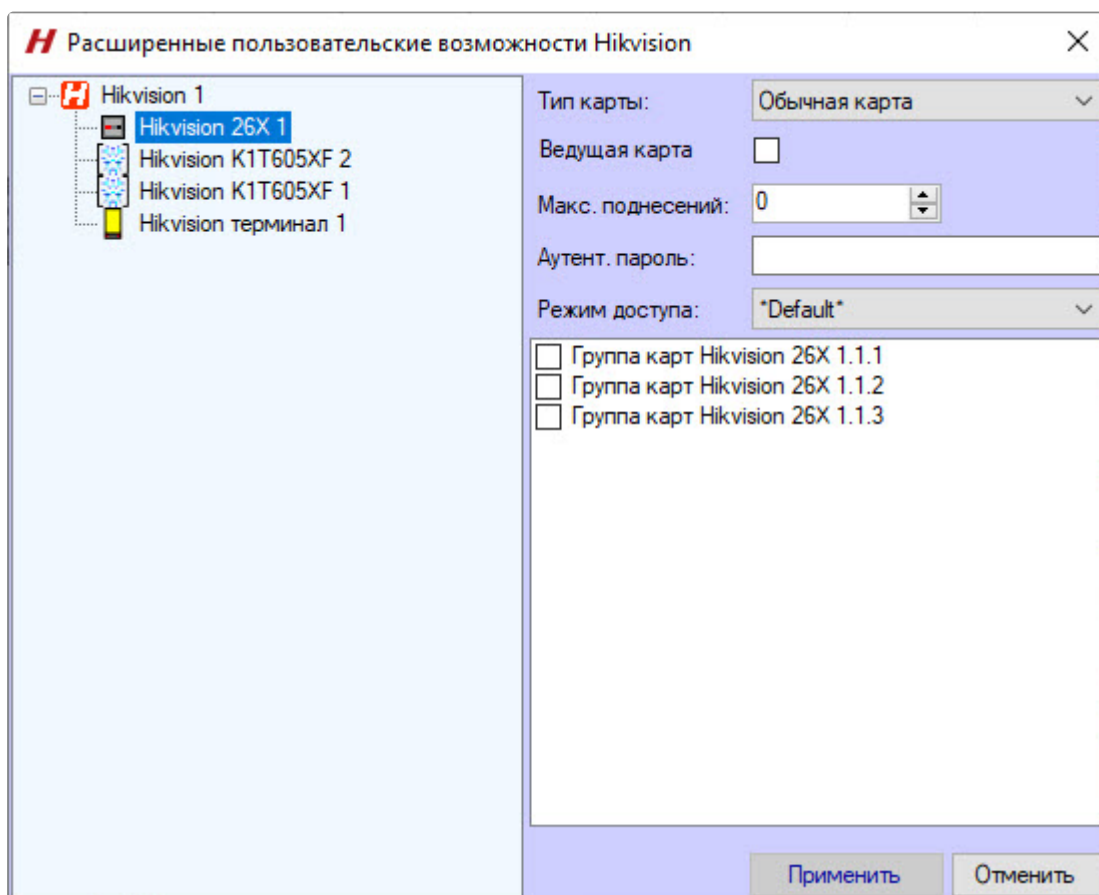 Расширенные пользовательские возможности Hikvision
Hikvision 1
Hikvision 26X 1
Hikvision K1T605XF 2
Hikvision K1T605XF 1
Hikvision терминал 1
Тип карты: Обычная карта
Ведущая карта
Макс. поднесений: 0
Аутент. пароль:
Режим доступа: *Default*
Группа карт Hikvision 26X 1.1.1
Группа карт Hikvision 26X 1.1.2
Группа карт Hikvision 26X 1.1.3
Применить Отменить